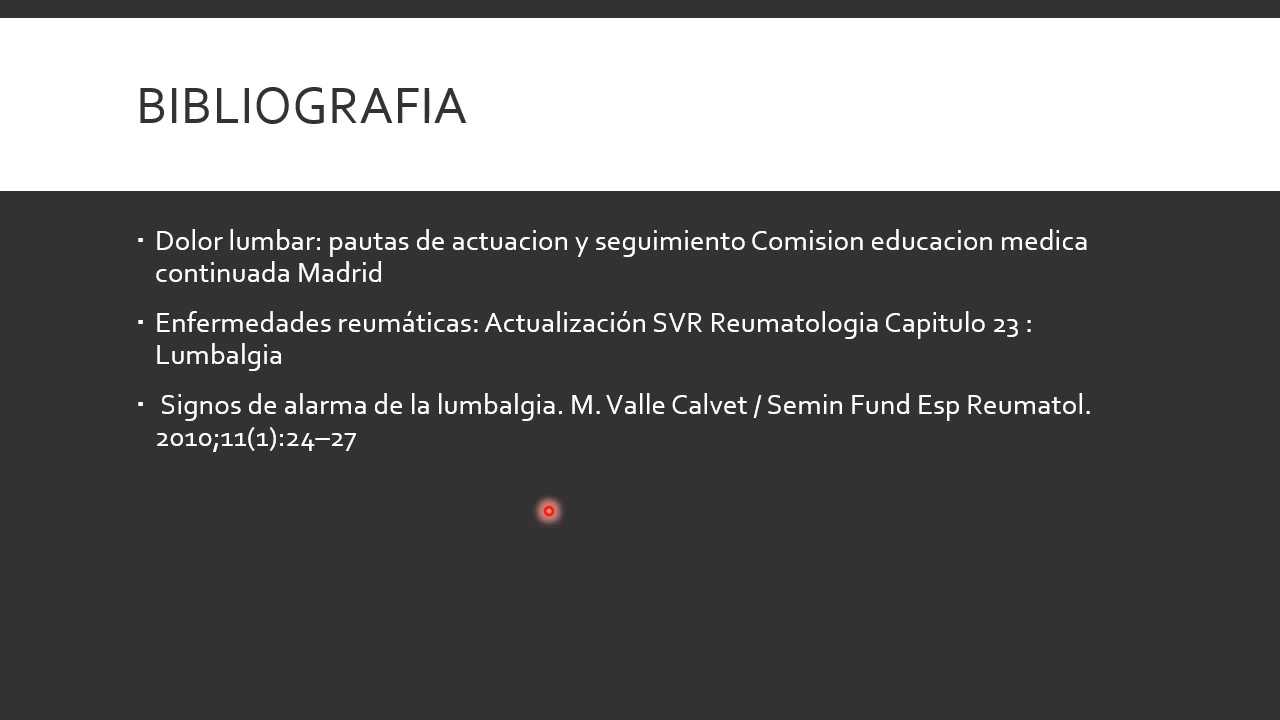 BIBLIOGRAFIA
▪ Dolor lumbar: pautas de actuacion y seguimiento Comision educacion medica
continuada Madrid
▪ Enfermedades reumáticas: Actualización SVR Reumatologia Capitulo 23 :
Lumbalgia
▪ Signos de alarma de la lumbalgia. M. Valle Calvet / Semin Fund Esp Reumatol.
2010;11(1):24–27